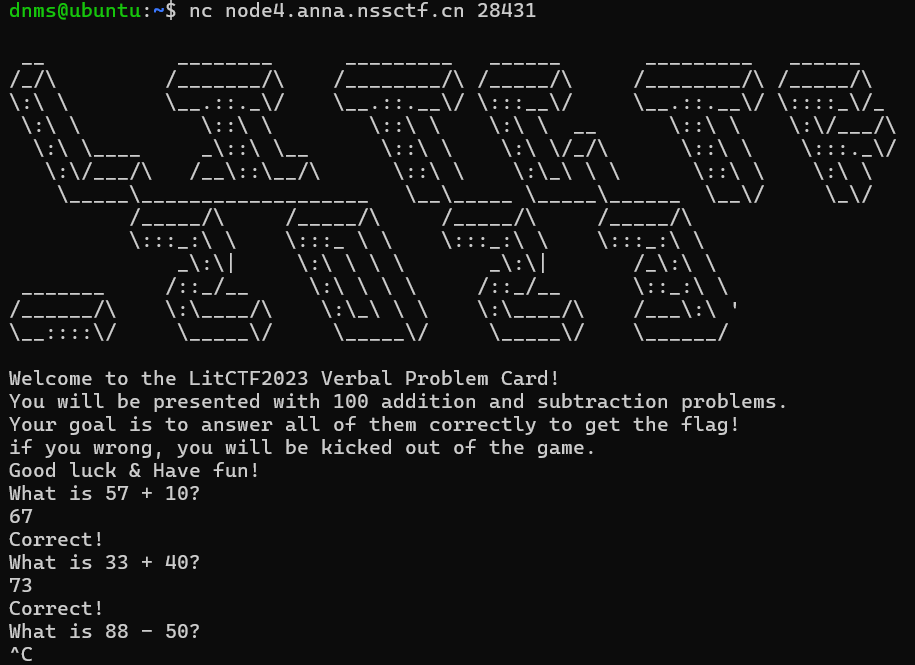 dnms@ubuntu:~$ nc node4.anna.nssctf.cn 28431
Welcome to the LitCTF2023 Verbal Problem Card!
You will be presented with 100 addition and subtraction problems.
Your goal is to answer all of them correctly to get the flag!
if you wrong, you will be kicked out of the game.
Good luck & Have fun!
What is 57 + 10?
67
Correct!
What is 33 + 40?
73
Correct!
What is 88 - 50?
^C